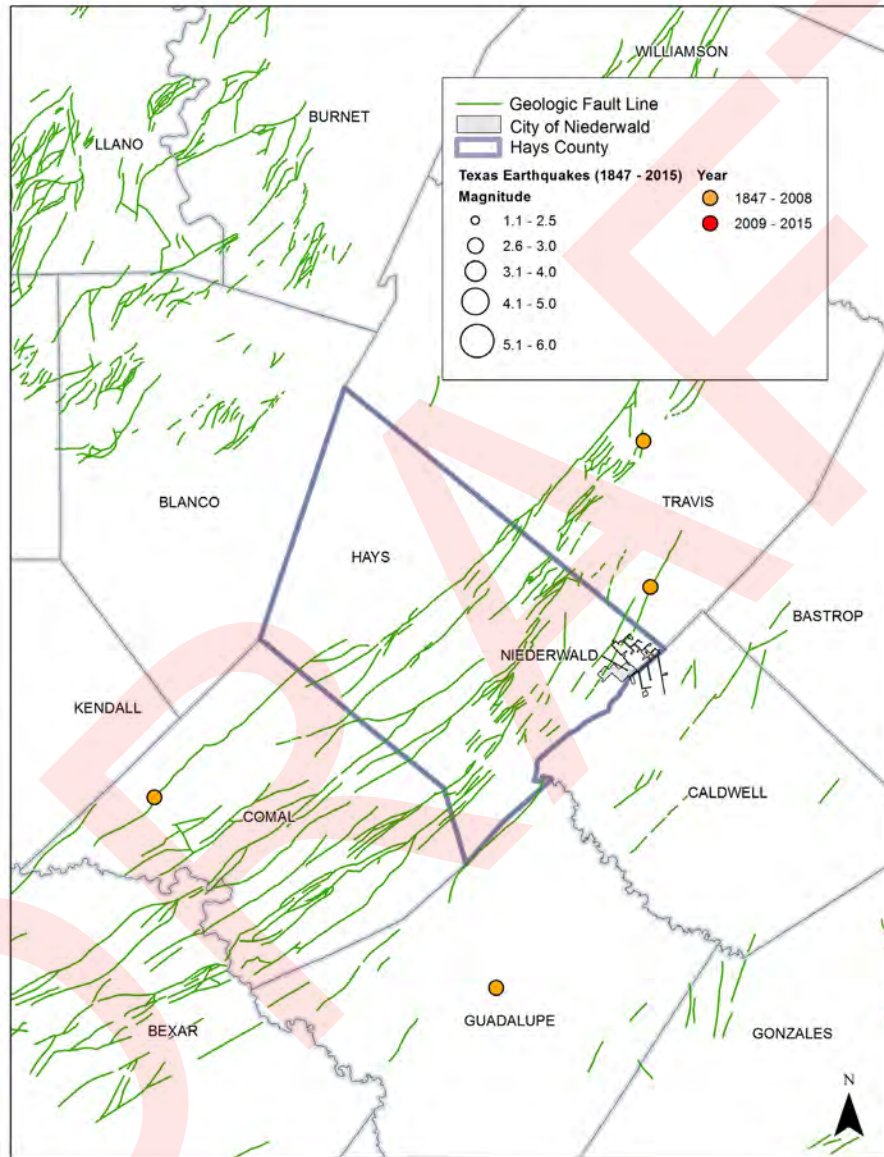 WILLIAMSON
BURNET
LLANO
Geologic Fault Line
City of Niederwald
Hays County
Texas Earthquakes (1847 - 2015) Year
Magnitude
1.1 - 2.5
2.6 - 3.0
3.1 - 4.0
4.1 - 5.0
5.1 - 6.0
1847 - 2008
2009 - 2015
BLANCO
TRAVIS
HAYS
BASTROP
NIEDERWALD
KENDALL
CALDWELL
COMAL
GUADALUPE
BEXAR
GONZALES
N
DRAFT